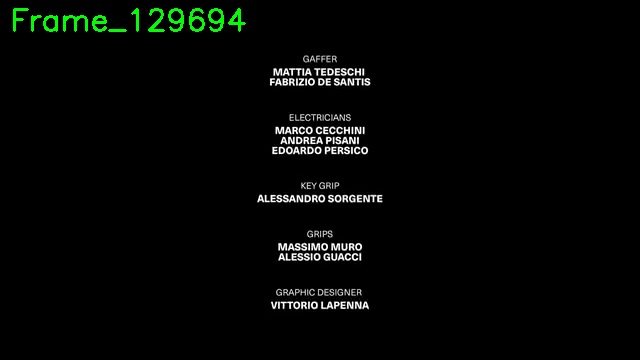 Frame_129694
GAFFER
MATTIA TEDESCHI
FABRIZIO DE SANTIS
ELECTRICIANS
MARCO CECCHINI
ANDREA PISANI
EDOARDO PERSICO
KEY GRIP
ALESSANDRO SORGENTE
GRIPS
MASSIMO MURO
ALESSIO GUACCI
GRAPHIC DESIGNER
VITTORIO LAPENNA